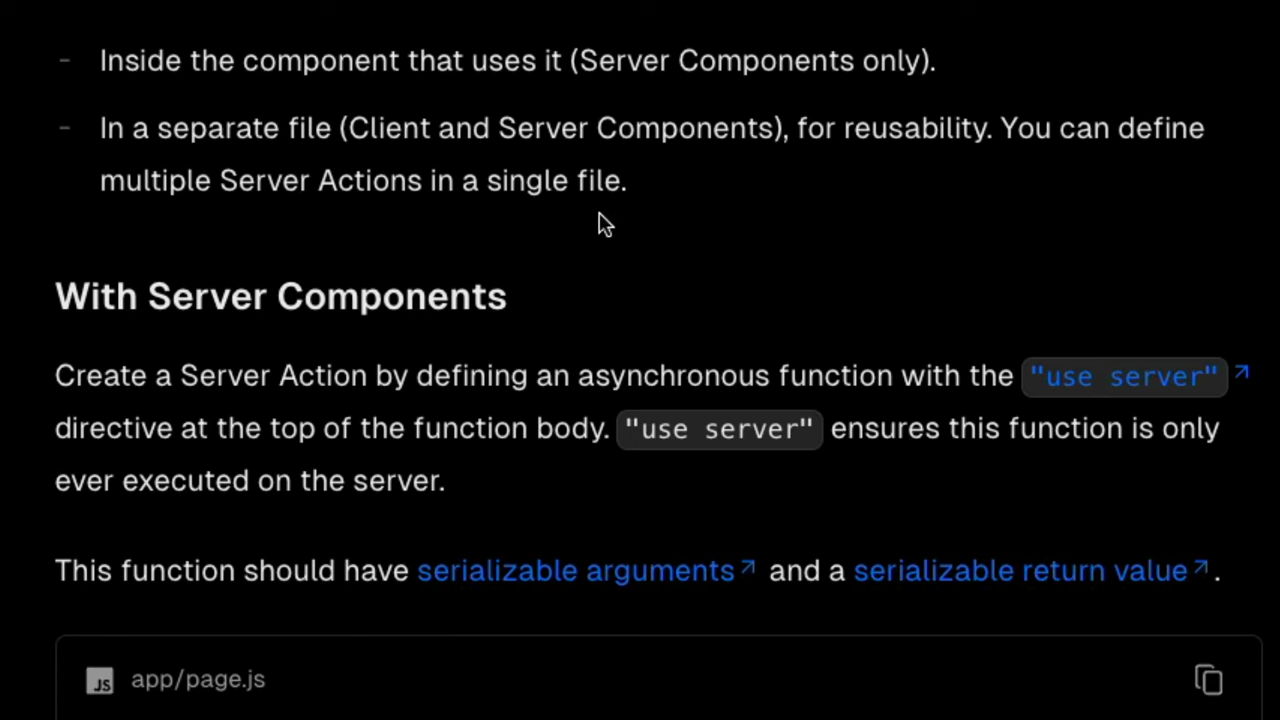 - Inside the component that uses it (Server Components only).
- In a separate file (Client and Server Components), for reusability. You can define
multiple Server Actions in a single file.
With Server Components
Create a Server Action by defining an asynchronous function with the "use server" ↗
directive at the top of the function body. "use server" ensures this function is only
ever executed on the server.
This function should have serializable arguments ↗ and a serializable return value ↗.
JS app/page.js